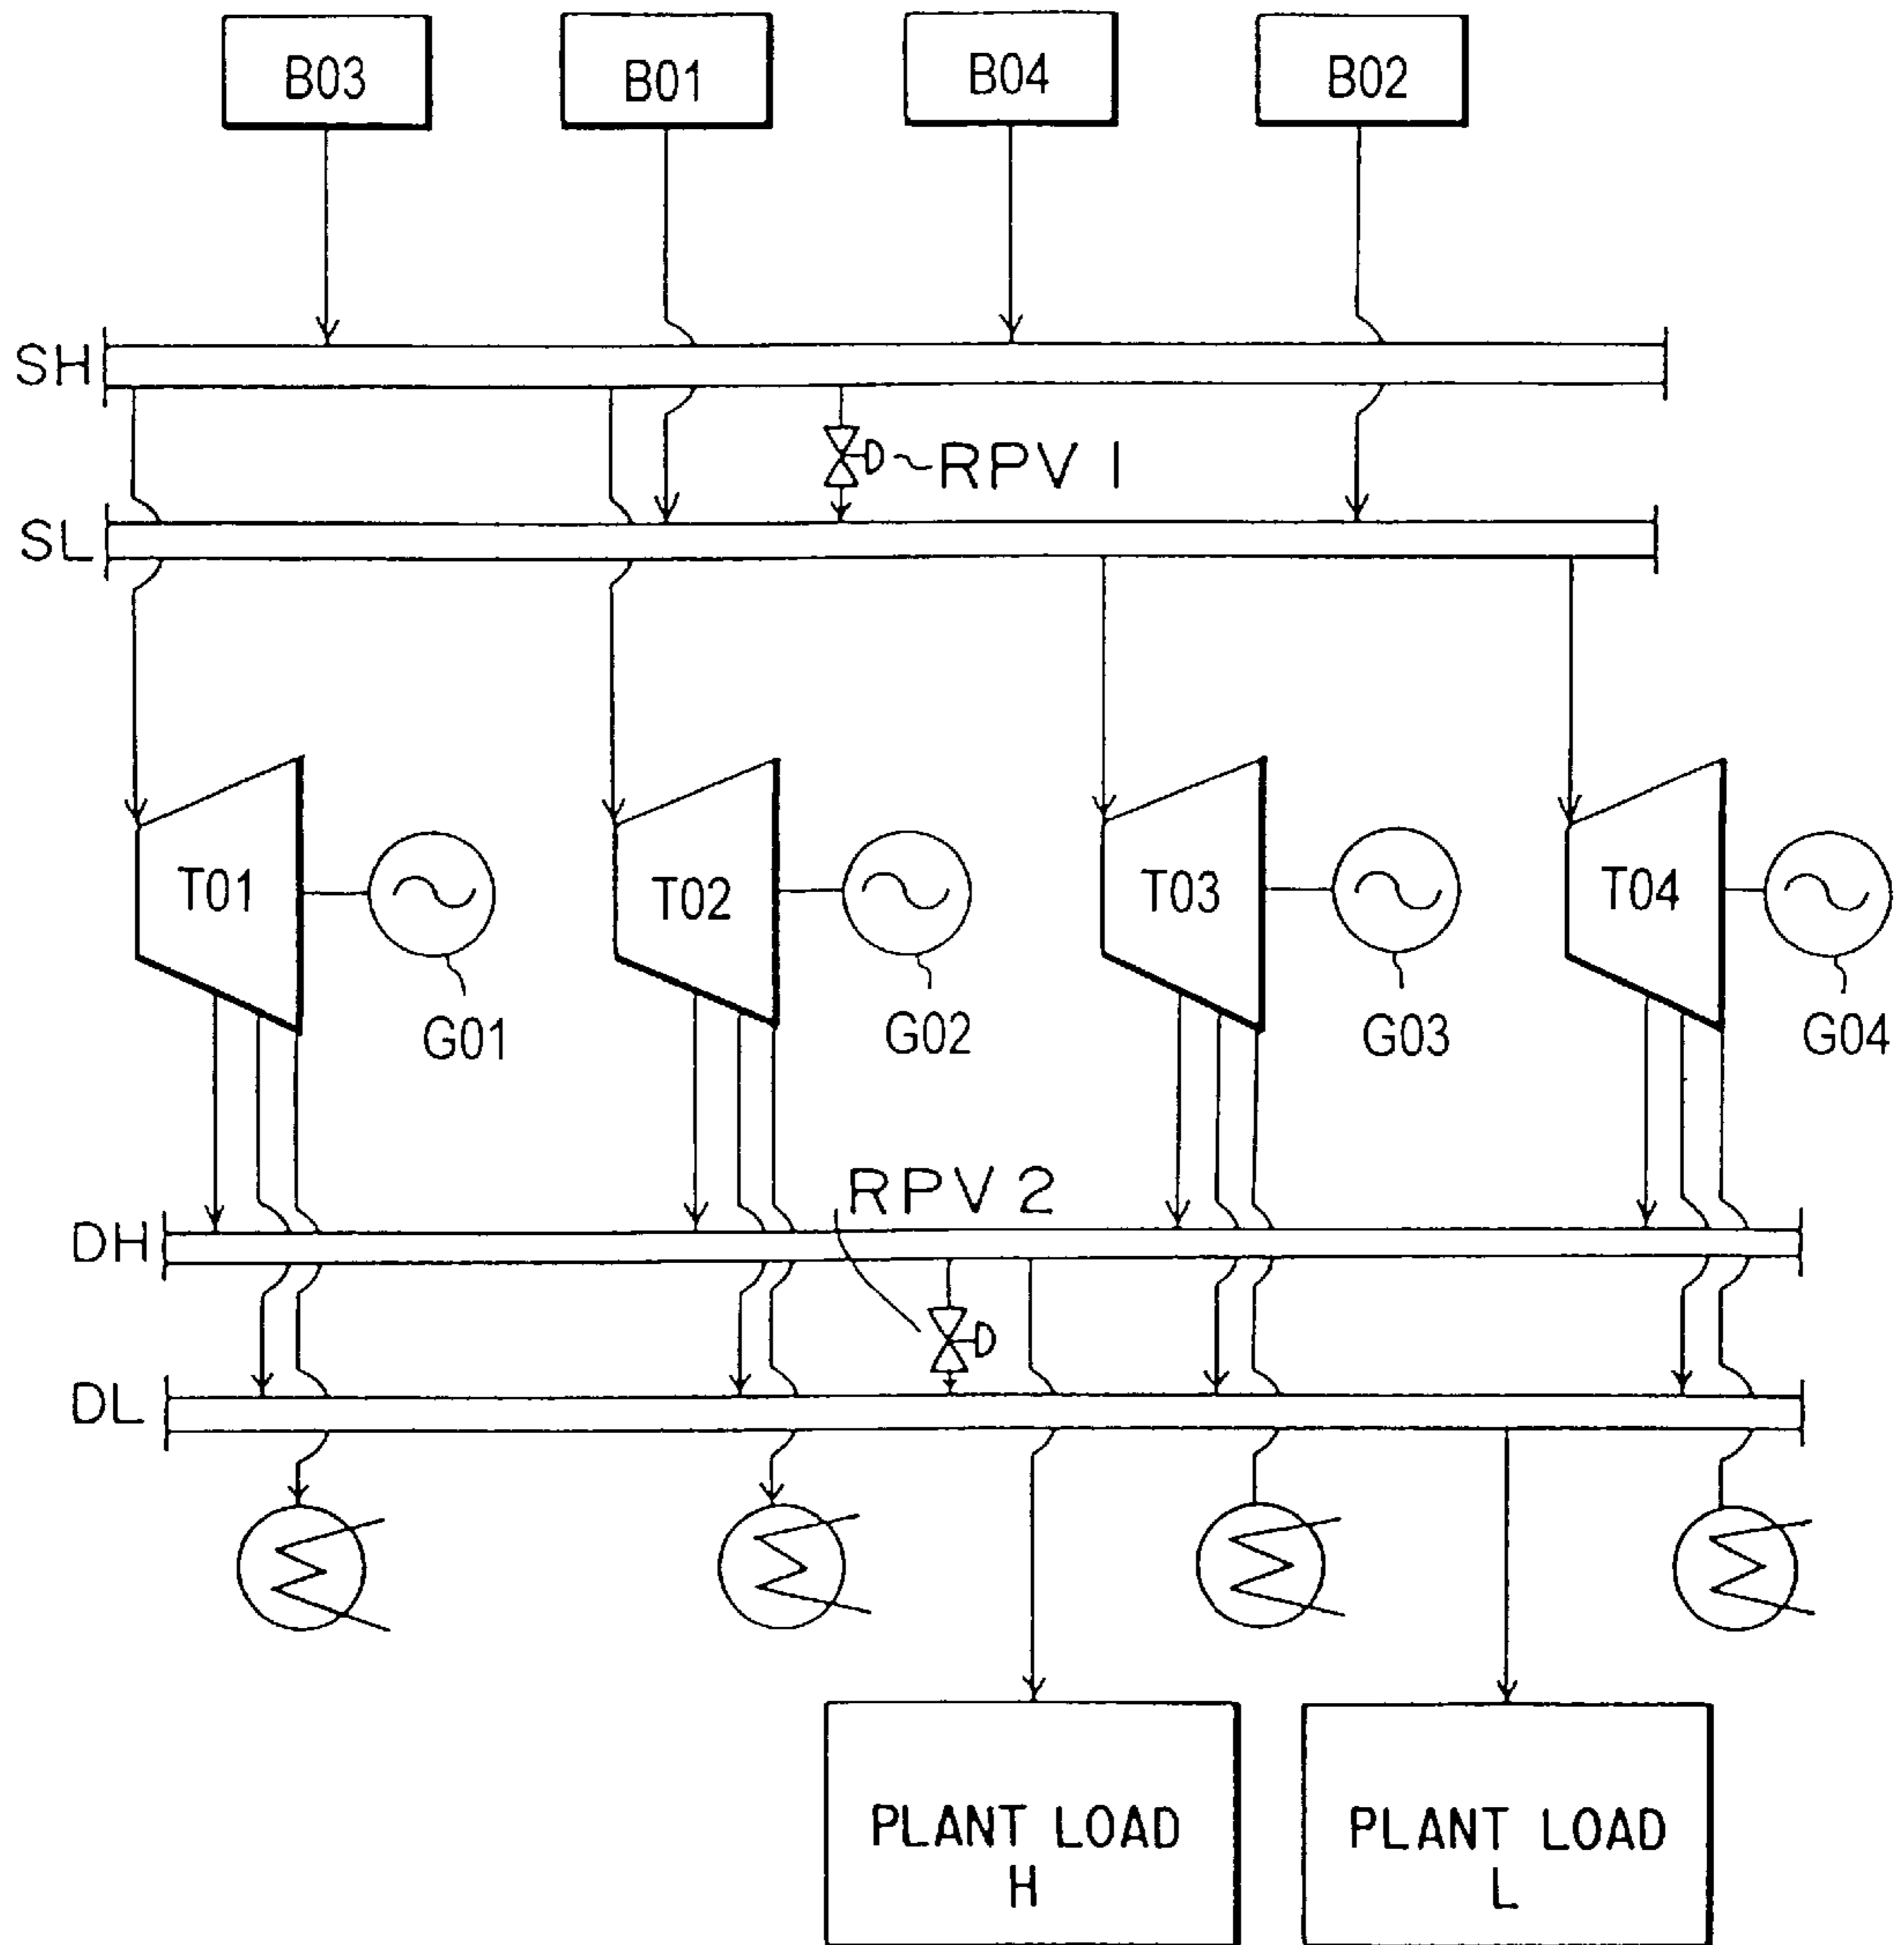 B03
B01
B04
B02
SH
RPV 1
SL
T01
T02
T03
T04
G01
G02
G03
G04
RPV 2
DH
DL
PLANT LOAD
H
PLANT LOAD
L